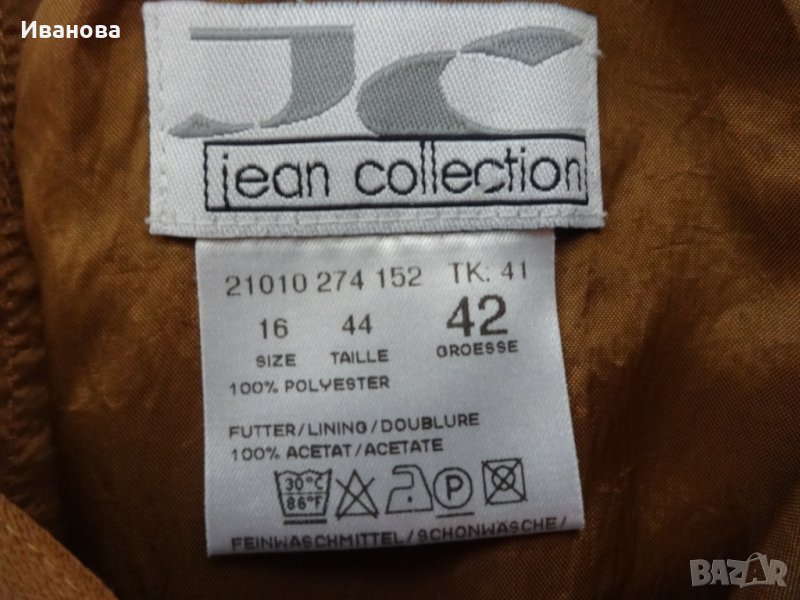 Иванова
JC
jean collection
21010 274 152 TK: 41
16 44 42
SIZE TAILLE GROESSE
100% POLYESTER
FUTTER/LINING/DOUBLURE
100% ACETAT/ACETATE
30°C
86°F
P
FEINWASCHMITTEL/SCHONWÄSCHE/
BAZAR